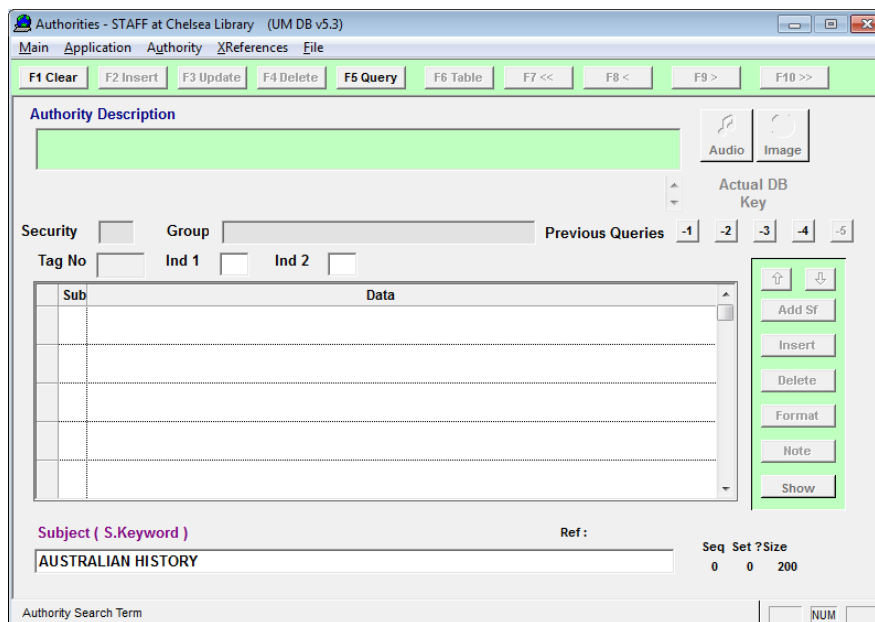 Authorities - STAFF at Chelsea Library (UM DB v5.3)
Main Application Authority XReferences File
F1 Clear F2 Insert F3 Update F4 Delete F5 Query F6 Table F7 << F8 < F9 > F10 >>
Authority Description
Audio Image
Actual DB
Key
Security Group Previous Queries -1 -2 -3 -4 -5
Tag No Ind 1 Ind 2
Sub Data
Add Sf
Insert
Delete
Format
Note
Show
Subject ( S.Keyword ) Ref :
Seq Set ?Size
AUSTRALIAN HISTORY
0 0 200
Authority Search Term NUM